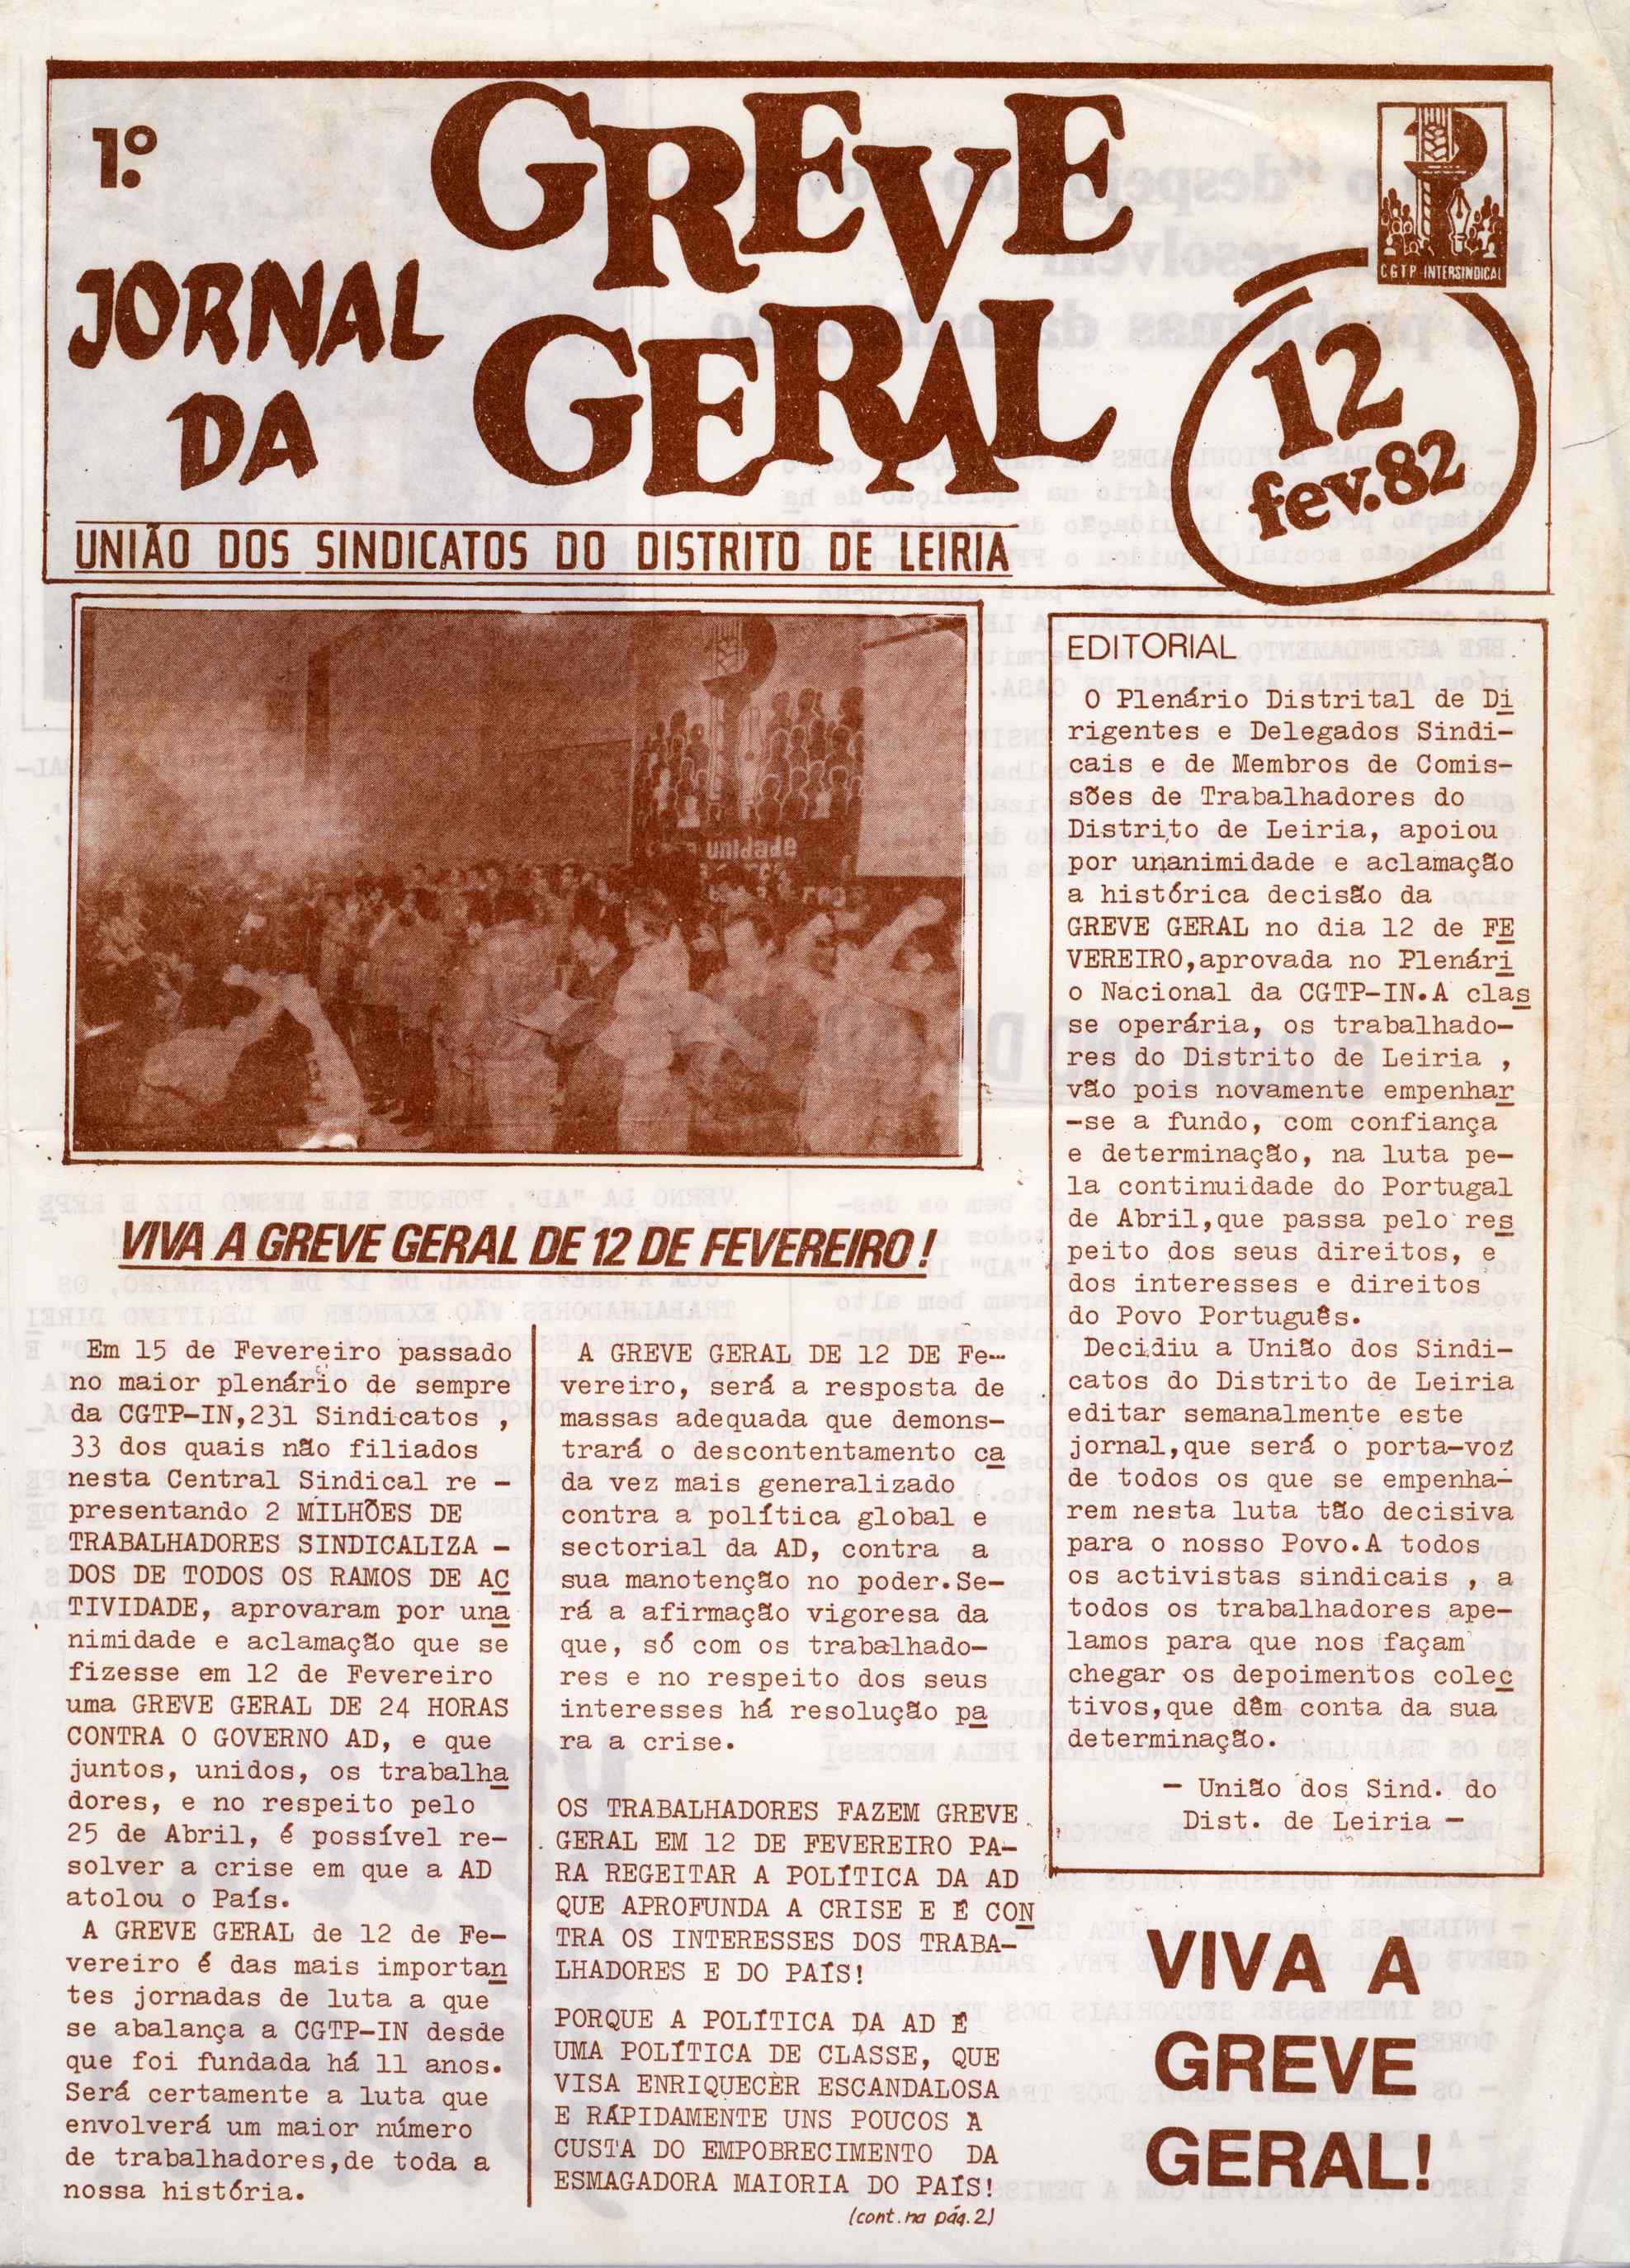 1º
JORNAL
DA
GREVE
GERAL
CGTP INTERSINDICAL
12
fev.82
UNIÃO DOS SINDICATOS DO DISTRITO DE LEIRIA
unidade
VIVA A GREVE GERAL DE 12 DE FEVEREIRO!
Em 15 de Fevereiro passado
no maior plenário de sempre
da CGTP-IN,231 Sindicatos ,
33 dos quais não filiados
nesta Central Sindical re -
presentando 2 MILHÕES DE
TRABALHADORES SINDICALIZA -
DOS DE TODOS OS RAMOS DE AC
TIVIDADE, aprovaram por una
nimidade e aclamação que se
fizesse em 12 de Fevereiro
uma GREVE GERAL DE 24 HORAS
CONTRA O GOVERNO AD, e que
juntos, unidos, os trabalha
dores, e no respeito pelo
25 de Abril, é possível re-
solver a crise em que a AD
atolou o País.
A GREVE GERAL de 12 de Fe-
vereiro é das mais importan
tes jornadas de luta a que
se abalança a CGTP-IN desde
que foi fundada há 11 anos.
Será certamente a luta que
envolverá um maior número
de trabalhadores,de toda a
nossa história.
A GREVE GERAL DE 12 DE Fe-
vereiro, será a resposta de
massas adequada que demons-
trará o descontentamento ca
da vez mais generalizado
contra a política global e
sectorial da AD, contra a
sua manotenção no poder.Se-
rá a afirmação vigoresa da
que, só com os trabalhado-
res e no respeito dos seus
interesses há resolução pa
ra a crise.
OS TRABALHADORES FAZEM GREVE
GERAL EM 12 DE FEVEREIRO PA-
RA REGEITAR A POLÍTICA DA AD
QUE APROFUNDA A CRISE E É CON
TRA OS INTERESSES DOS TRABA-
LHADORES E DO PAÍS!
PORQUE A POLÍTICA DA AD É
UMA POLÍTICA DE CLASSE, QUE
VISA ENRIQUECER ESCANDALOSA
E RÁPIDAMENTE UNS POUCOS À
CUSTA DO EMPOBRECIMENTO DA
ESMAGADORA MAIORIA DO PAÍS!
(cont. na pág. 2)
EDITORIAL
O Plenário Distrital de Di
rigentes e Delegados Sindi-
cais e de Membros de Comis-
sões de Trabalhadores do
Distrito de Leiria, apoiou
por unanimidade e aclamação
a histórica decisão da
GREVE GERAL no dia 12 de FE
VEREIRO,aprovada no Plenári
o Nacional da CGTP-IN.A clas
se operária, os trabalhado-
res do Distrito de Leiria ,
vão pois novamente empenhar
-se a fundo, com confiança
e determinação, na luta pe-
la continuidade do Portugal
de Abril,que passa pelo res
peito dos seus direitos, e
dos interesses e direitos
do Povo Português.
Decidiu a União dos Sindi-
catos do Distrito de Leiria
editar semanalmente este
jornal,que será o porta-voz
de todos os que se empenha-
rem nesta luta tão decisiva
para o nosso Povo.A todos
os activistas sindicais , a
todos os trabalhadores ape-
lamos para que nos façam
chegar os depoimentos colec
tivos,que dêm conta da sua
determinação.
- União dos Sind. do
Dist. de Leiria -
VIVA A
GREVE
GERAL!